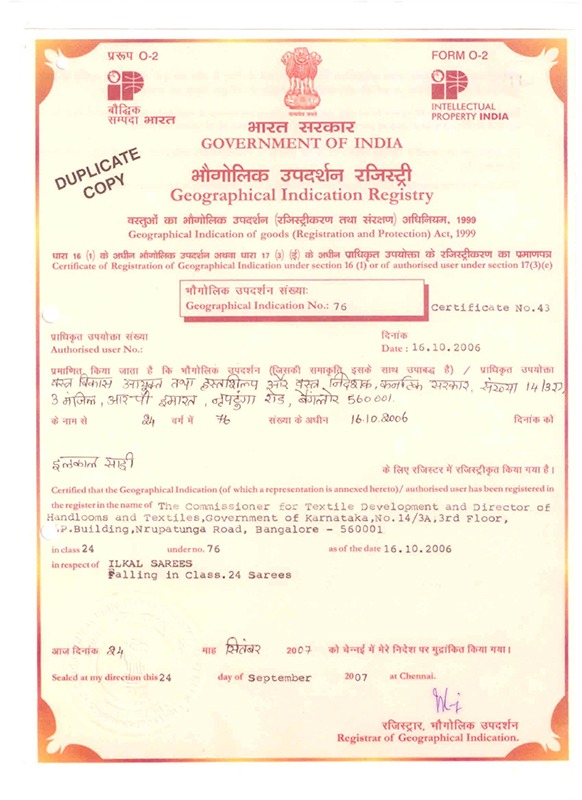 प्ररूप O-2
FORM O-2
बौद्धिक
सम्पदा भारत
INTELLECTUAL
PROPERTY INDIA
सत्यमेव जयते
DUPLICATE
COPY
भारत सरकार
GOVERNMENT OF INDIA
भौगोलिक उपदर्शन रजिस्ट्री
Geographical Indication Registry
वस्तुओं का भौगोलिक उपदर्शन (रजिस्ट्रीकरण तथा संरक्षण) अधिनियम, 1999
Geographical Indication of goods (Registration and Protection) Act, 1999
धारा 16 (1) के अधीन भौगोलिक उपदर्शन अथवा धारा 17 (3) (ई) के अधीन प्राधिकृत उपयोक्ता के रजिस्ट्रीकरण का प्रमाणपत्र
Certificate of Registration of Geographical Indication under section 16 (I) or of authorised user under section 17(3)(e)
भौगोलिक उपदर्शन संख्याः
Geographical Indication No.: 76
Certificate No.43
प्राधिकृत उपयोक्ता संख्या
दिनांक
Authorised user No.:
Date : 16.10.2006
प्रमाणित किया जाता है कि भौगोलिक उपदर्शन (जिसकी समाकृति इसके साथ उपाबद्ध है) / प्राधिकृत उपयोक्ता
वस्त्र विकास आयुक्त तथा हस्तशिल्प और वस्त्र निदेशक, कर्नाटक सरकार, संख्या 14/3ए,
3 मंजिल, आर.पी इमारत, नृपटुंगा रोड, बेंगलोर 560001.
के नाम से 24 वर्ग में 76 संख्या के अधीन 16.10.2006 दिनांक को
इलकाल साड़ी
के लिए रजिस्टर में रजिस्ट्रीकृत किया गया है।
Certified that the Geographical Indication (of which a representation is annexed hereto)/ authorised user has been registered in
the register in the name of The Commissioner for Textile Development and Director of
Handlooms and Textiles,Government of Karnataka,No.14/3A,3rd Floor,
.P.Building,Nrupatunga Road, Bangalore - 560001
in class 24 under no. 76 as of the date 16.10.2006
in respect of ILKAL SAREES
Falling in Class.24 Sarees
आज दिनांक 24 माह सितंबर 2007 को चेन्नई में मेरे निदेश पर मुद्रांकित किया गया।
Sealed at my direction this 24 day of September 2007 at Chennai.
रजिस्ट्रार, भौगोलिक उपदर्शन
Registrar of Geographical Indication.